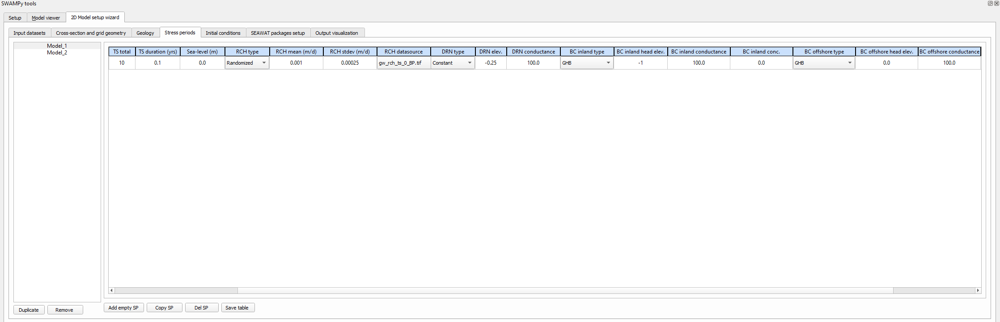 SWAMPy tools
Setup Model viewer 2D Model setup wizard
Input datasets Cross-section and grid geometry Geology Stress periods Initial conditions SEAWAT packages setup Output visualization
Model_1
Model_2
TS total TS duration (yrs) Sea-level (m) RCH type RCH mean (m/d) RCH stdev (m/d) RCH datasource DRN type DRN elev. DRN conductance BC inland type BC inland head elev. BC inland conductance BC inland conc. BC offshore type BC offshore head elev. BC offshore conductance
10 0.1 0.0 Randomized 0.001 0.00025 gw_rch_ts_0_BP.tif Constant -0.25 100.0 GHB -1 100.0 0.0 GHB 0.0 100.0
Duplicate Remove Add empty SP Copy SP Del SP Save table